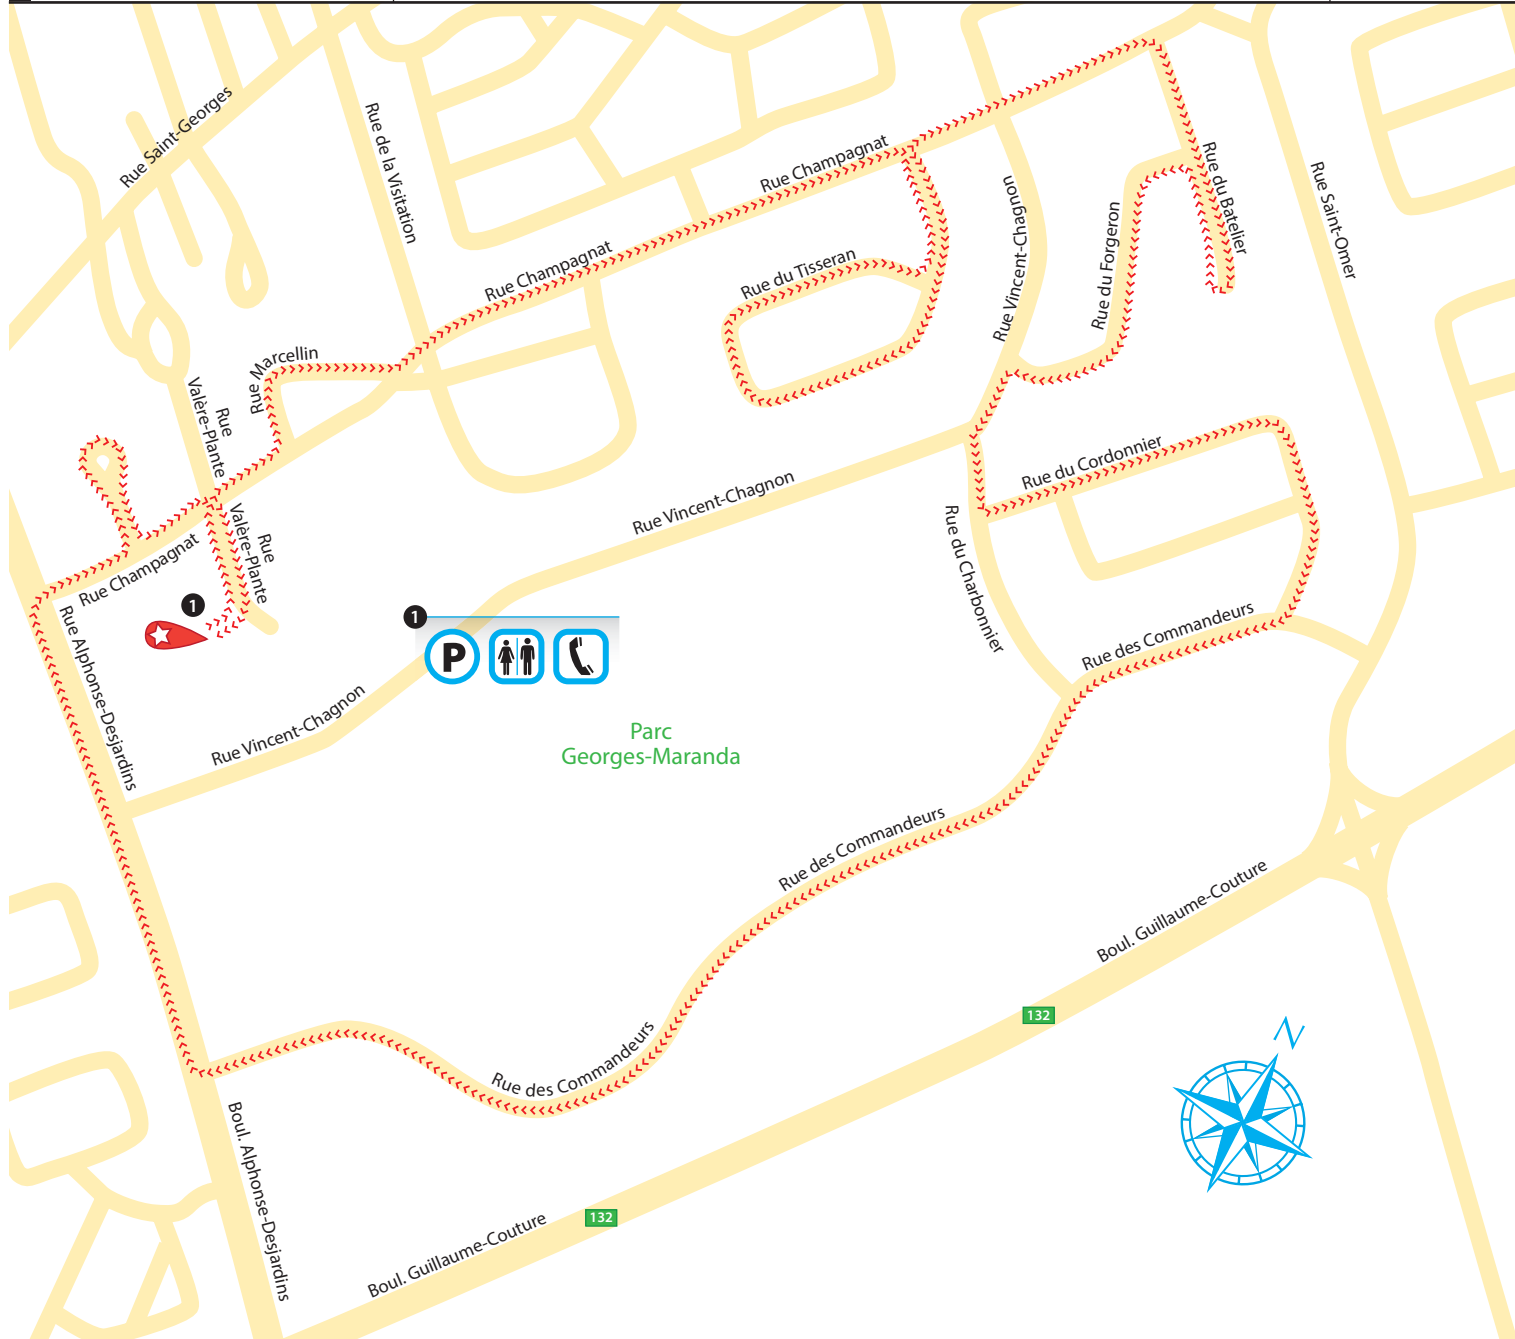 Rue Saint-Georges
Rue de la Visitation
Rue Champagnat
Rue du Batelier
Rue Saint-Omer
Rue Vincent-Chagnon
Rue du Forgeron
Rue Champagnat
Rue du Tisseran
Rue Marcellin
Rue
Valère-Plante
Rue du Cordonnier
Rue Vincent-Chagnon
Rue
Valère-Plante
Rue Champagnat
Rue du Charbonnier
1
1
P
Rue Alphonse-Desjardins
Rue des Commandeurs
Rue Vincent-Chagnon
Parc
Georges-Maranda
Rue des Commandeurs
Boul. Guillaume-Couture
132
N
Rue des Commandeurs
Boul. Alphonse-Desjardins
132
Boul. Guillaume-Couture